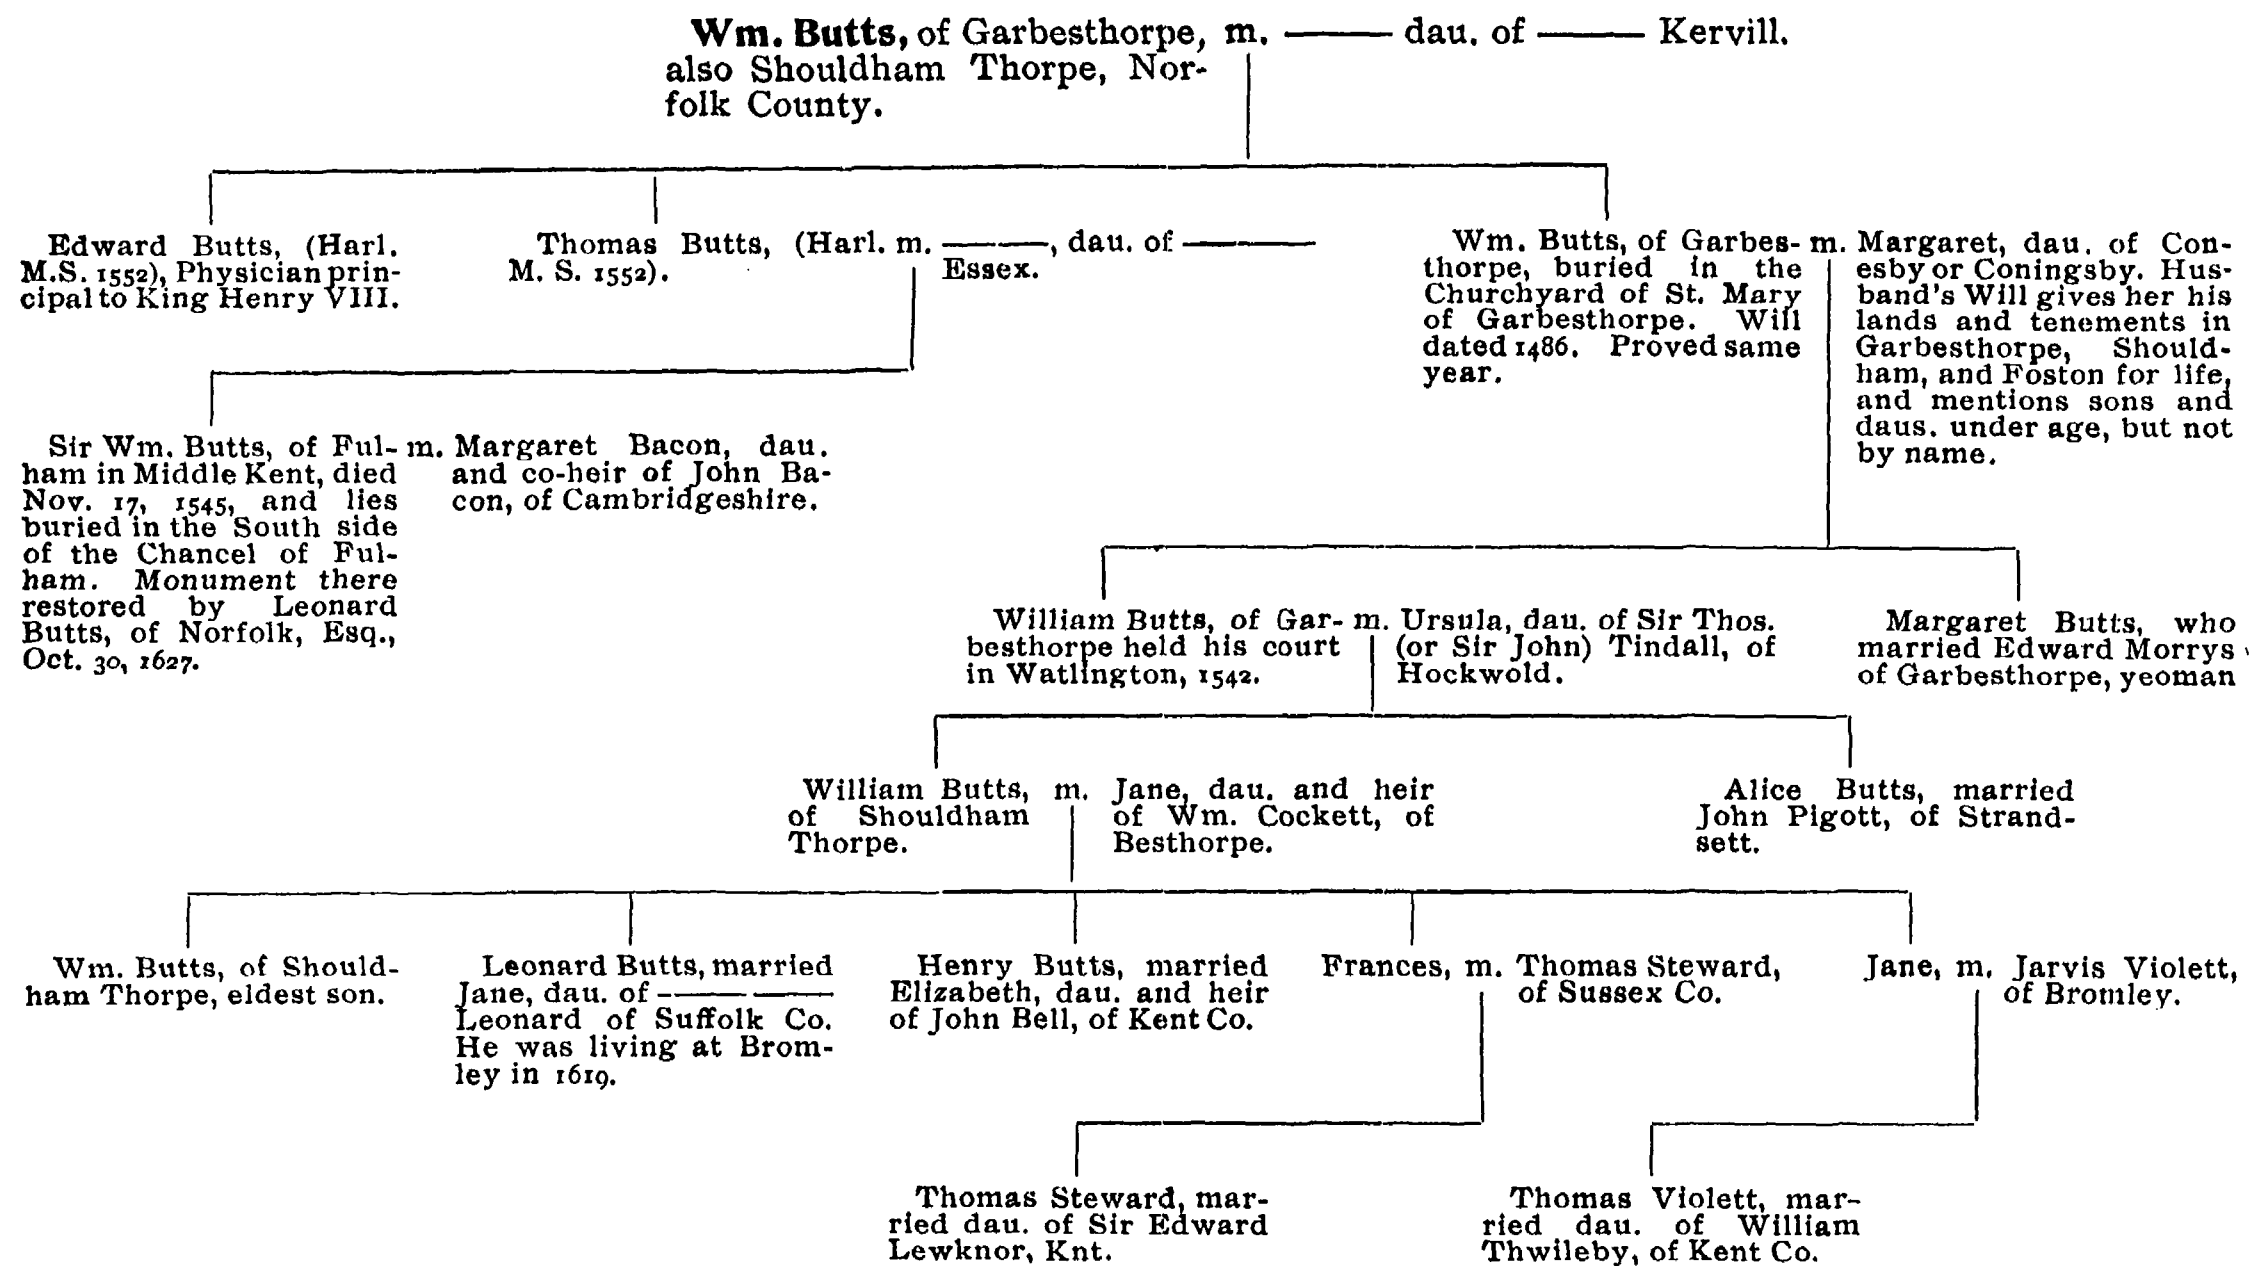 Wm. Butts, of Garbesthorpe, m. ——— dau. of ——— Kervill.
also Shouldham Thorpe, Nor-
folk County.
Edward Butts, (Harl.
M.S. 1552), Physician prin-
cipal to King Henry VIII.
Thomas Butts, (Harl. m. ———, dau. of ———
M. S. 1552).
Essex.
Wm. Butts, of Garbes- m.
thorpe, buried in the
Churchyard of St. Mary
of Garbesthorpe. Will
dated 1486. Proved same
year.
Margaret, dau. of Con-
esby or Coningsby. Hus-
band's Will gives her his
lands and tenements in
Garbesthorpe, Should-
ham, and Foston for life,
and mentions sons and
daus. under age, but not
by name.
Sir Wm. Butts, of Ful- m.
ham in Middle Kent, died
Nov. 17, 1545, and lies
buried in the South side
of the Chancel of Ful-
ham. Monument there
restored by Leonard
Butts, of Norfolk, Esq.,
Oct. 30, 1627.
Margaret Bacon, dau.
and co-heir of John Ba-
con, of Cambridgeshire.
William Butts, of Gar- m.
besthorpe held his court
in Watlington, 1542.
Ursula, dau. of Sir Thos.
(or Sir John) Tindall, of
Hockwold.
Margaret Butts, who
married Edward Morrys
of Garbesthorpe, yeoman
William Butts, m.
of Shouldham
Thorpe.
Jane, dau. and heir
of Wm. Cockett, of
Besthorpe.
Alice Butts, married
John Pigott, of Strand-
sett.
Wm. Butts, of Should-
ham Thorpe, eldest son.
Leonard Butts, married
Jane, dau. of ——— ———
Leonard of Suffolk Co.
He was living at Brom-
ley in 1619.
Henry Butts, married
Elizabeth, dau. and heir
of John Bell, of Kent Co.
Frances, m. Thomas Steward,
of Sussex Co.
Jane, m. Jarvis Violett,
of Bromley.
Thomas Steward, mar-
ried dau. of Sir Edward
Lewknor, Knt.
Thomas Violett, mar-
ried dau. of William
Thwileby, of Kent Co.